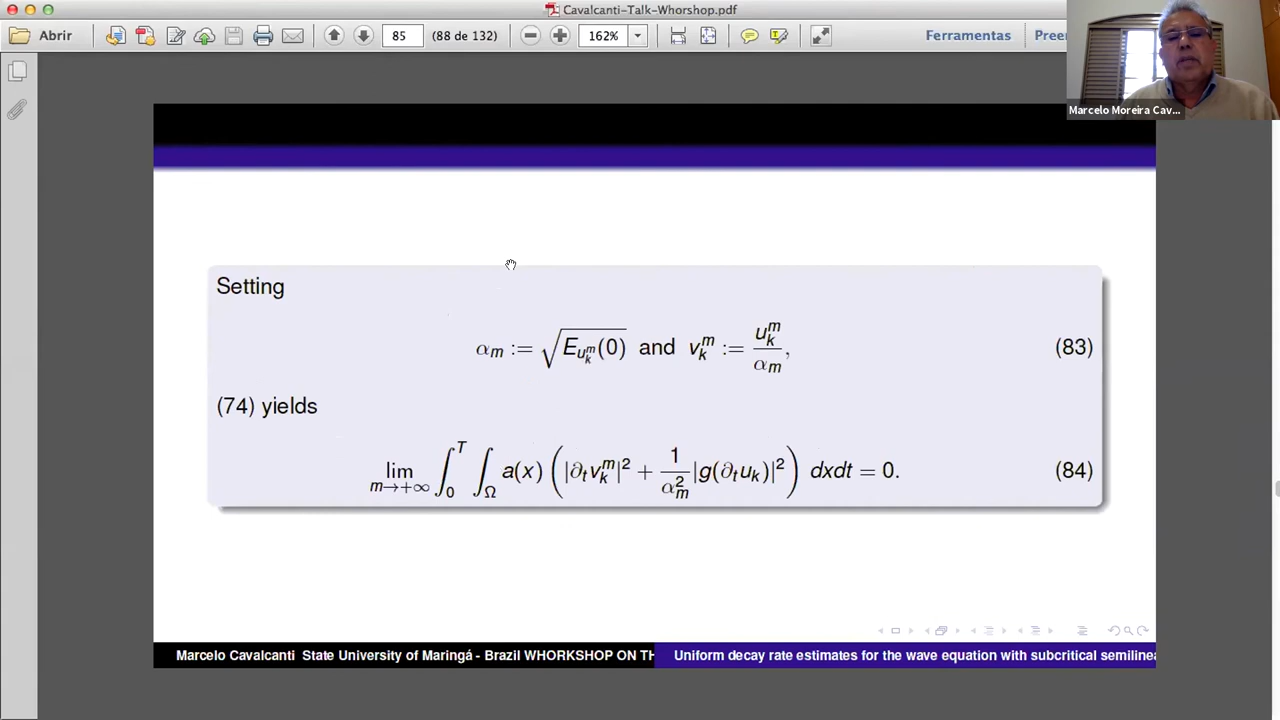 Cavalcanti-Talk-Whorshop.pdf
Abrir
85
(88 de 132)
162%
Ferramentas
Preen
Marcelo Moreira Cav...
Setting
α_m := √(E_{u_k^m}(0)) and v_k^m := u_k^m / α_m, (83)
(74) yields
lim_{m→+∞} ∫_0^T ∫_Ω a(x) ( |∂_t v_k^m|² + 1/α_m² |g(∂_t u_k)|² ) dxdt = 0. (84)
Marcelo Cavalcanti State University of Maringá - Brazil WHORKSHOP ON TH
Uniform decay rate estimates for the wave equation with subcritical semiline